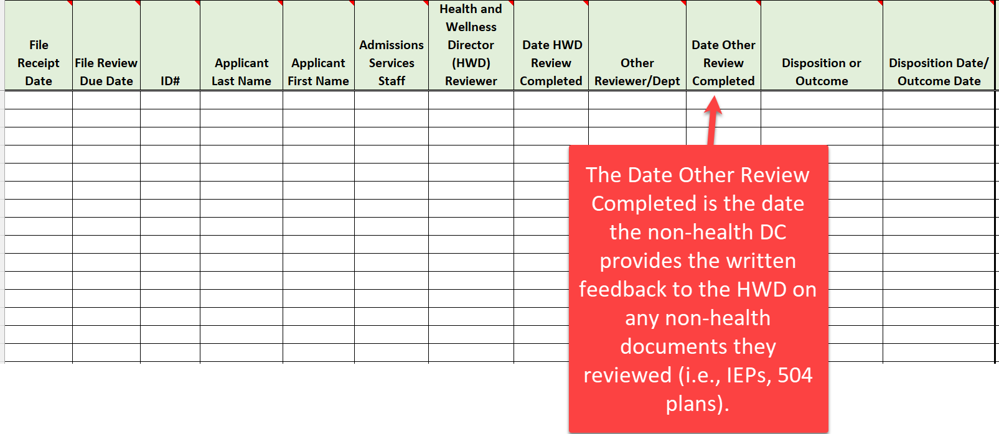 File
Receipt
Date
File Review
Due Date
ID#
Applicant
Last Name
Applicant
First Name
Admissions
Services
Staff
Health and
Wellness
Director
(HWD)
Reviewer
Date HWD
Review
Completed
Other
Reviewer/Dept
Date Other
Review
Completed
Disposition or
Outcome
Disposition Date/
Outcome Date
The Date Other Review
Completed is the date
the non-health DC
provides the written
feedback to the HWD on
any non-health
documents they
reviewed (i.e., IEPs, 504
plans).